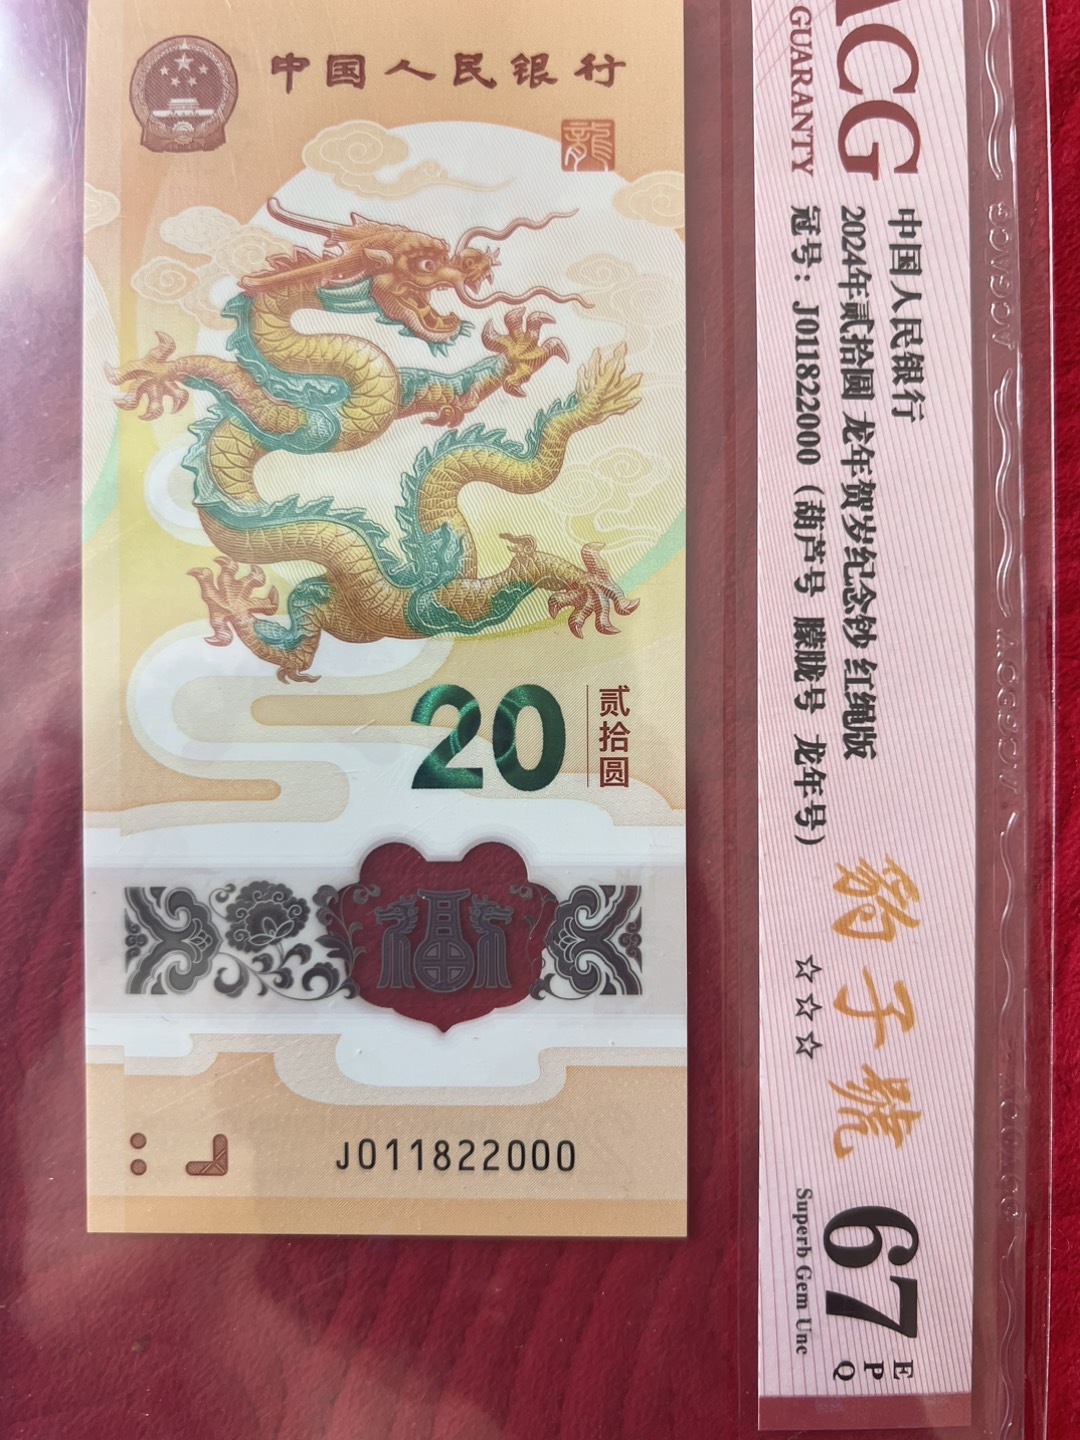 中国人民银行
龍
20
贰拾圆
福
J011822000
ACG
GUARANTY
中国人民银行
2024年贰拾圆 龙年贺岁纪念钞 红绳版
冠号：J011822000（葫芦号 朦胧号 龙年号）
豹子號
☆☆☆
67
EPQ
Superb Gem Unc